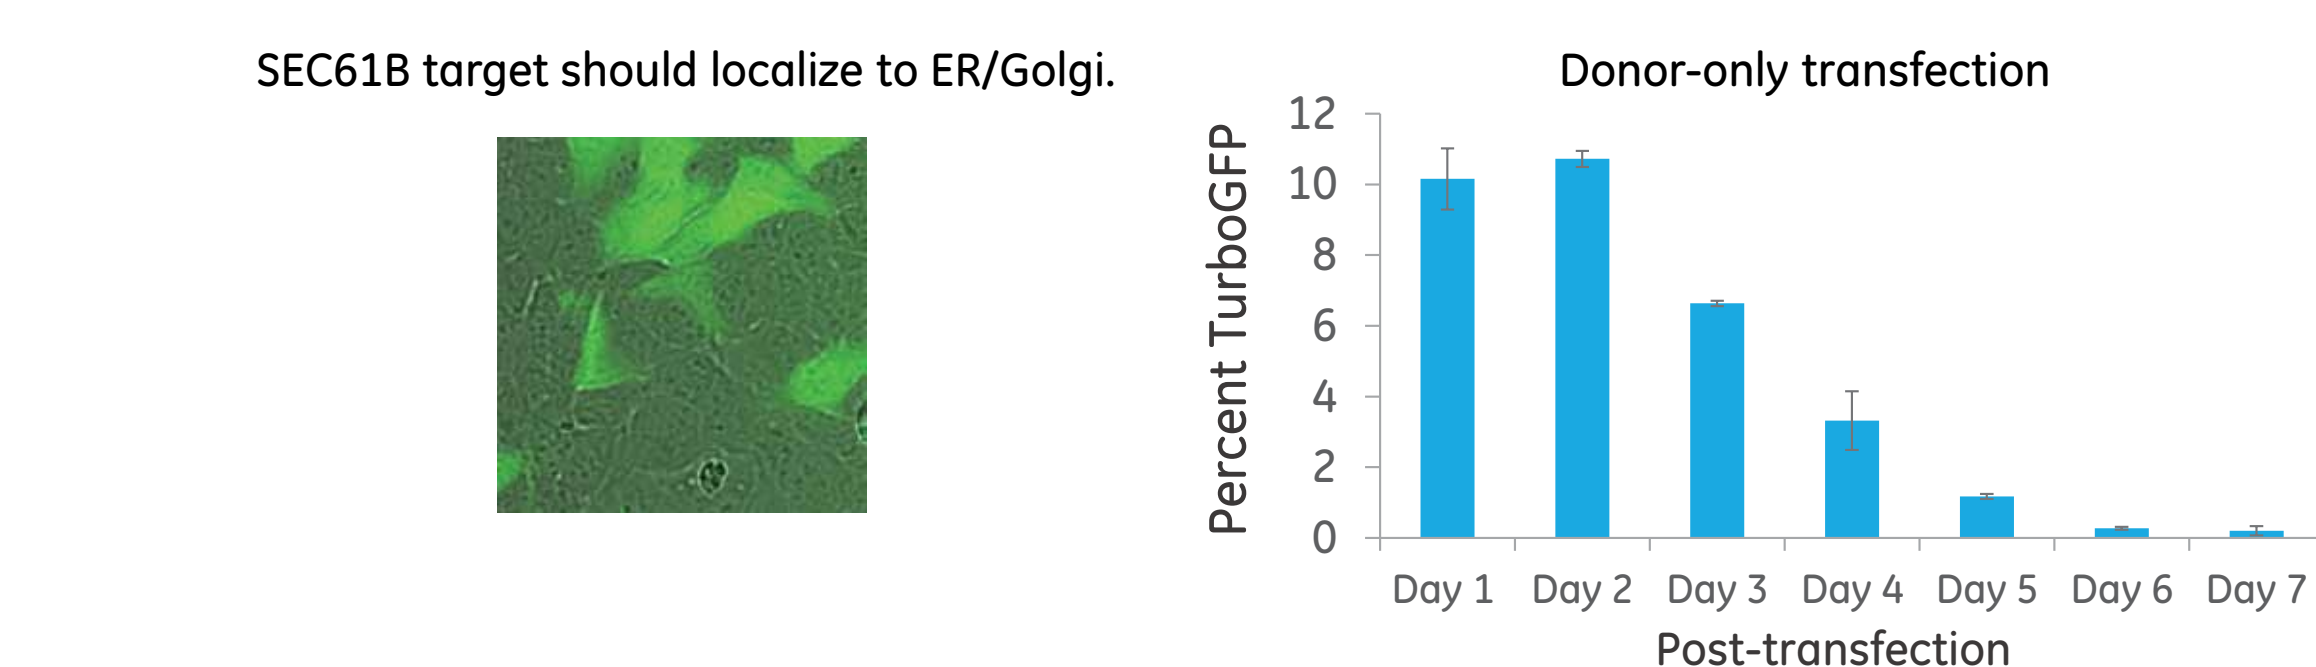 SEC61B target should localize to ER/Golgi.
Donor-only transfection
Percent TurboGFP
12
10
8
6
4
2
0
Day 1 Day 2 Day 3 Day 4 Day 5 Day 6 Day 7
Post-transfection